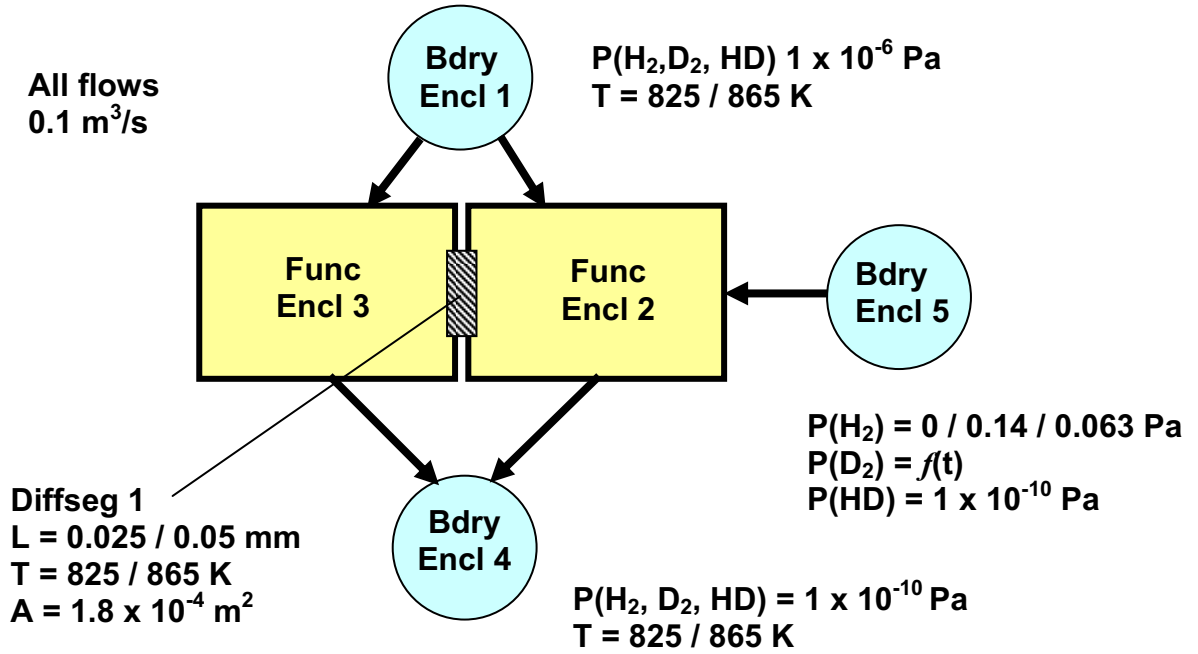 All flows
0.1 m³/s
Bdry
Encl 1
P(H₂,D₂, HD) 1 x 10⁻⁶ Pa
T = 825 / 865 K
Func
Encl 3
Func
Encl 2
Bdry
Encl 5
P(H₂) = 0 / 0.14 / 0.063 Pa
P(D₂) = f(t)
P(HD) = 1 x 10⁻¹⁰ Pa
Diffseg 1
L = 0.025 / 0.05 mm
T = 825 / 865 K
A = 1.8 x 10⁻⁴ m²
Bdry
Encl 4
P(H₂, D₂, HD) = 1 x 10⁻¹⁰ Pa
T = 825 / 865 K